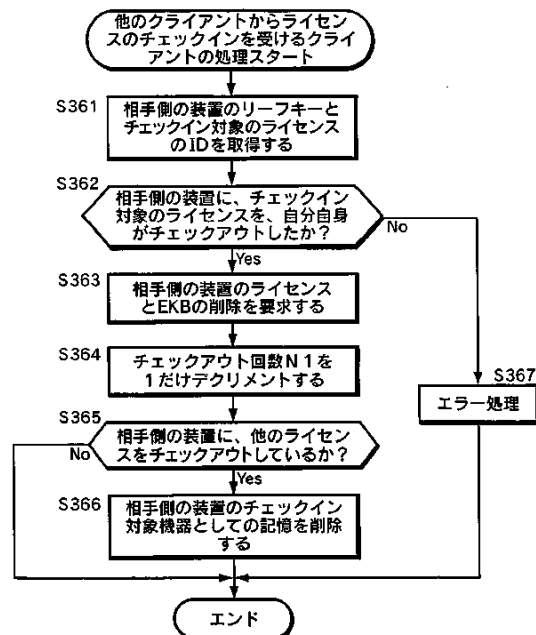 他のクライアントからライセンス
のチェックインを受けるクライ
アントの処理スタート
S361
相手側の装置のリーフキーと
チェックイン対象のライセンス
のIDを取得する
S362
相手側の装置に、チェックイン
対象のライセンスを、自分自身
がチェックアウトしたか?
No
Yes
S363
相手側の装置のライセンス
とEKBの削除を要求する
S364
チェックアウト回数N1を
1だけデクリメントする
S367
エラー処理
S365
相手側の装置に、他のライセン
スをチェックアウトしているか?
No
Yes
S366
相手側の装置のチェックイン
対象機器としての記憶を削除
する
エンド